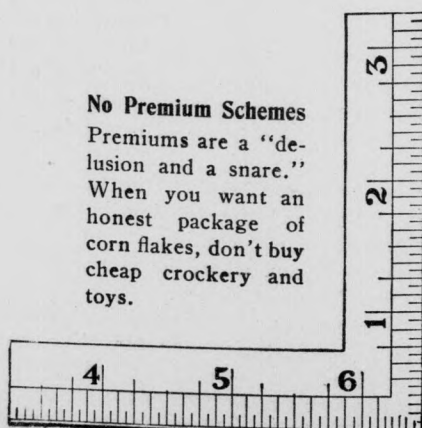 No Premium Schemes
Premiums are a "de-
lusion and a snare."
When you want an
honest package of
corn flakes, don't buy
cheap crockery and
toys.
3
2
1
4 5 6